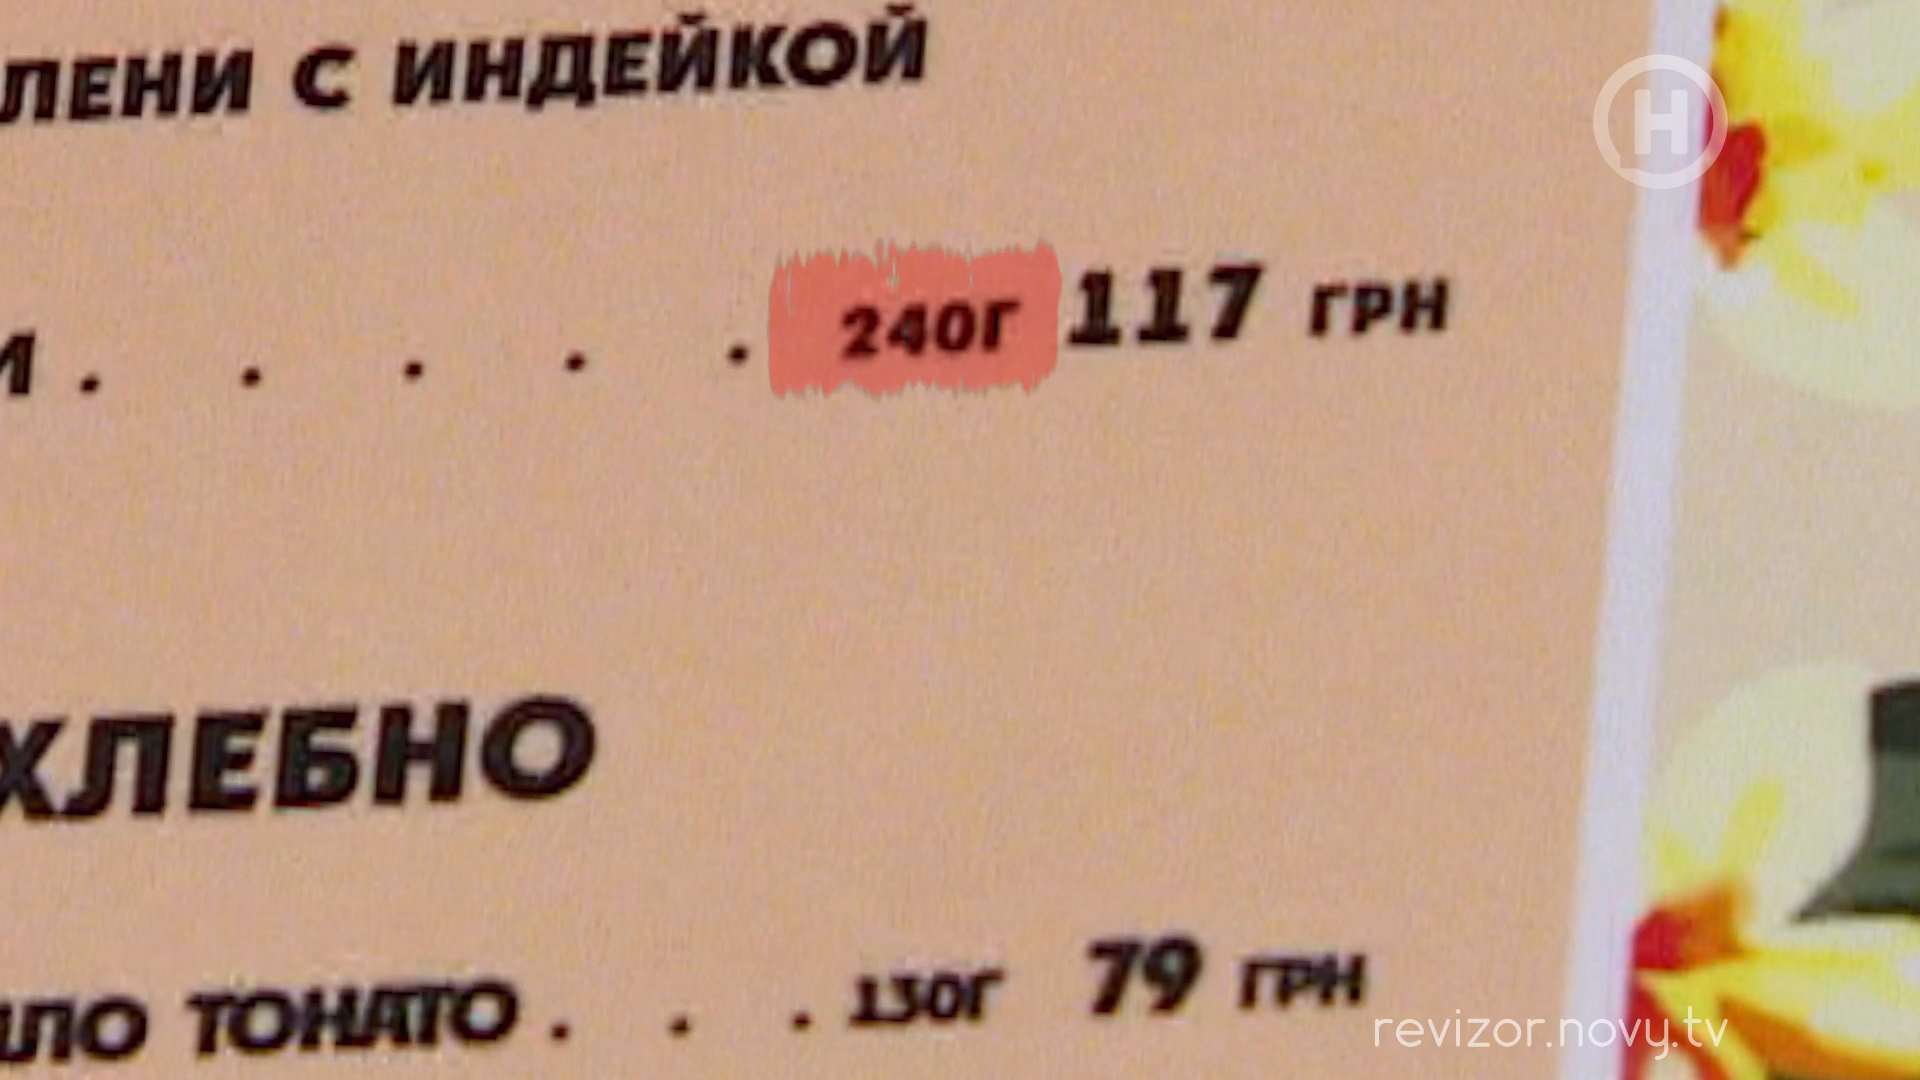 ЛЕНИ С ИНДЕЙКОЙ
Н
И . . . . . 240Г 117 ГРН
ХЛЕБНО
ЛО ТОНАТО . . . 130Г 79 ГРН
revizor.novy.tv